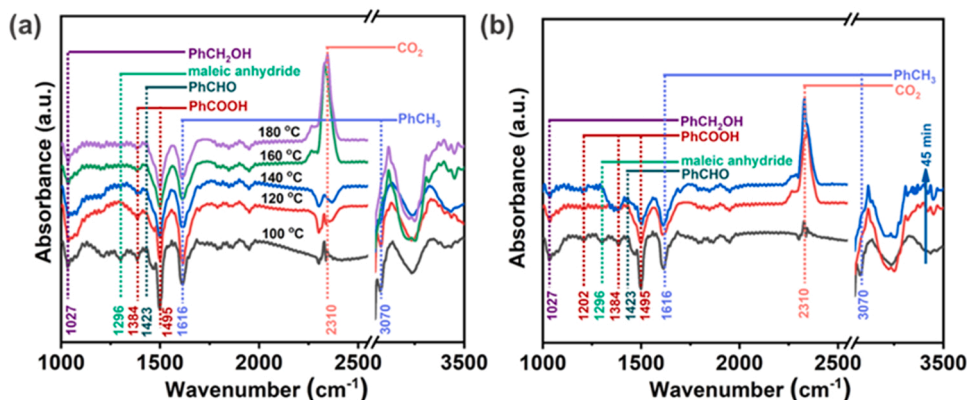 (a)
Absorbance (a.u.)
PhCH2OH
maleic anhydride
PhCHO
PhCOOH
CO2
PhCH3
180 °C
160 °C
140 °C
120 °C
100 °C
1027
1296
1384
1423
1495
1616
2310
3070
1000 1500 2000 2500 3500
Wavenumber (cm-1)
(b)
Absorbance (a.u.)
PhCH3
CO2
PhCH2OH
PhCOOH
maleic anhydride
PhCHO
45 min
1027
1202
1296
1384
1423
1495
1616
2310
3070
1000 1500 2000 2500 3500
Wavenumber (cm-1)